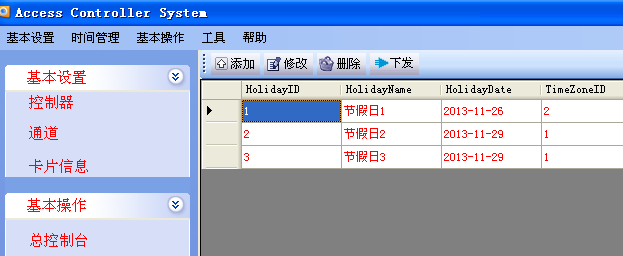 Access Controller System
基本设置 时间管理 基本操作 工具 帮助
添加 修改 删除 下发
基本设置
控制器
通道
卡片信息
基本操作
总控制台
HolidayID HolidayName HolidayDate TimeZoneID
1 节假日1 2013-11-26 2
2 节假日2 2013-11-29 1
3 节假日3 2013-11-29 1